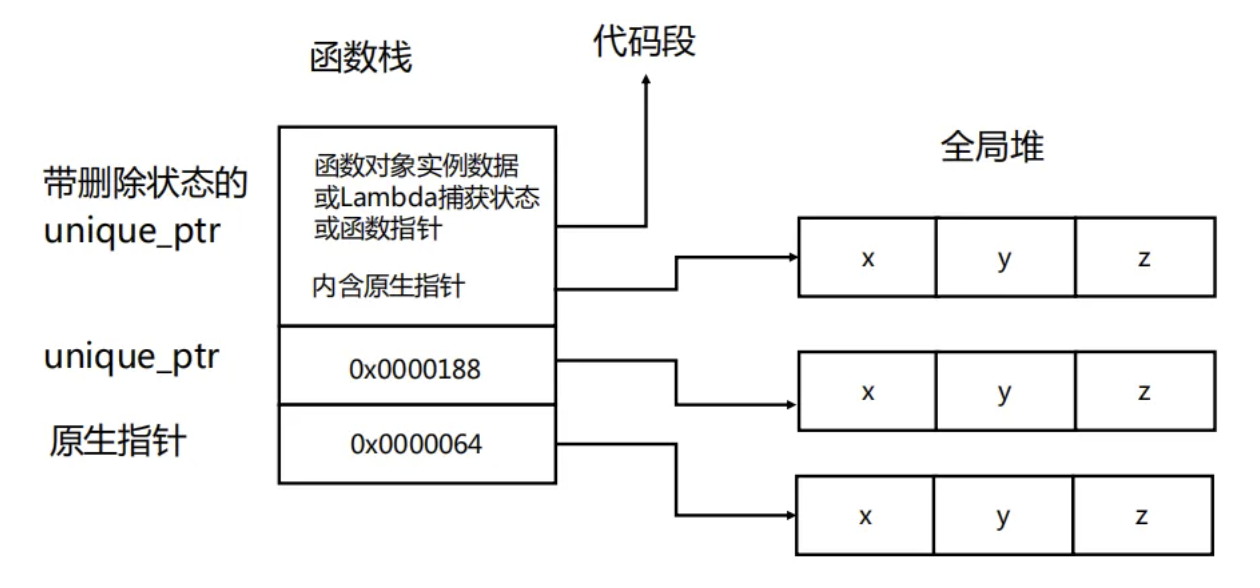 函数栈
代码段
全局堆
带删除状态的
unique_ptr
函数对象实例数据
或Lambda捕获状态
或函数指针
内含原生指针
x y z
unique_ptr
0x0000188
x y z
原生指针
0x0000064
x y z